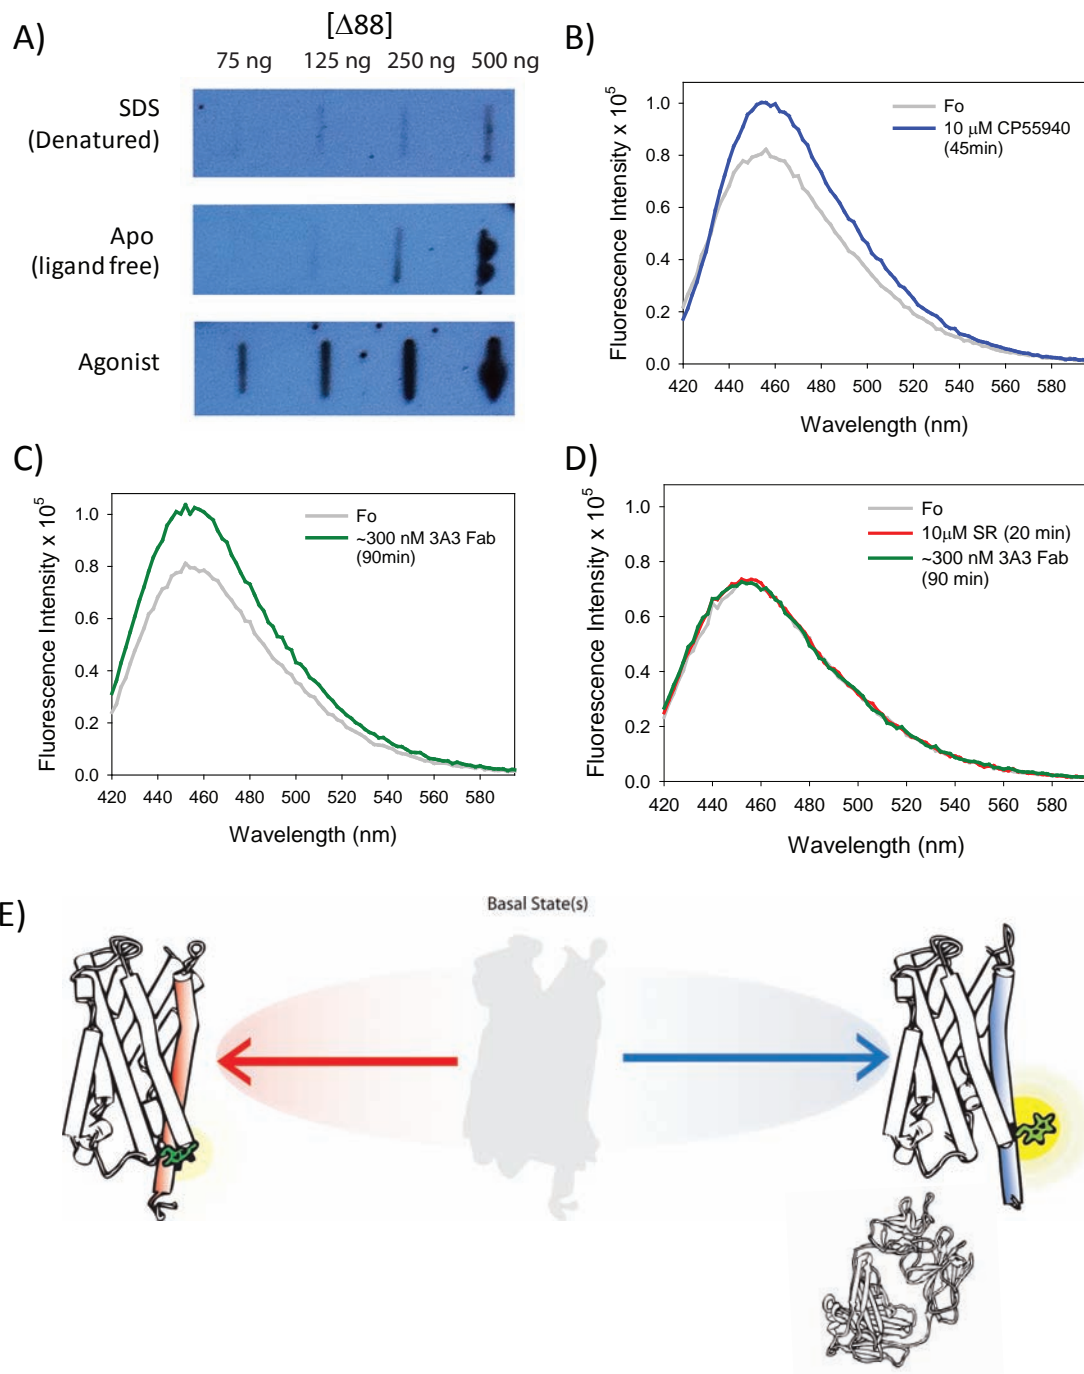 A)
[Δ88]
75 ng 125 ng 250 ng 500 ng
SDS
(Denatured)
Apo
(ligand free)
Agonist
B)
Fluorescence Intensity x 10⁵
1.0
0.8
0.6
0.4
0.2
0.0
420 440 460 480 500 520 540 560 580
Wavelength (nm)
Fo
10 μM CP55940
(45min)
C)
Fluorescence Intensity x 10⁵
1.0
0.8
0.6
0.4
0.2
0.0
420 440 460 480 500 520 540 560 580
Wavelength (nm)
Fo
~300 nM 3A3 Fab
(90min)
D)
Fluorescence Intensity x 10⁵
1.0
0.8
0.6
0.4
0.2
0.0
420 440 460 480 500 520 540 560 580
Wavelength (nm)
Fo
10μM SR (20 min)
~300 nM 3A3 Fab
(90 min)
E)
Basal State(s)